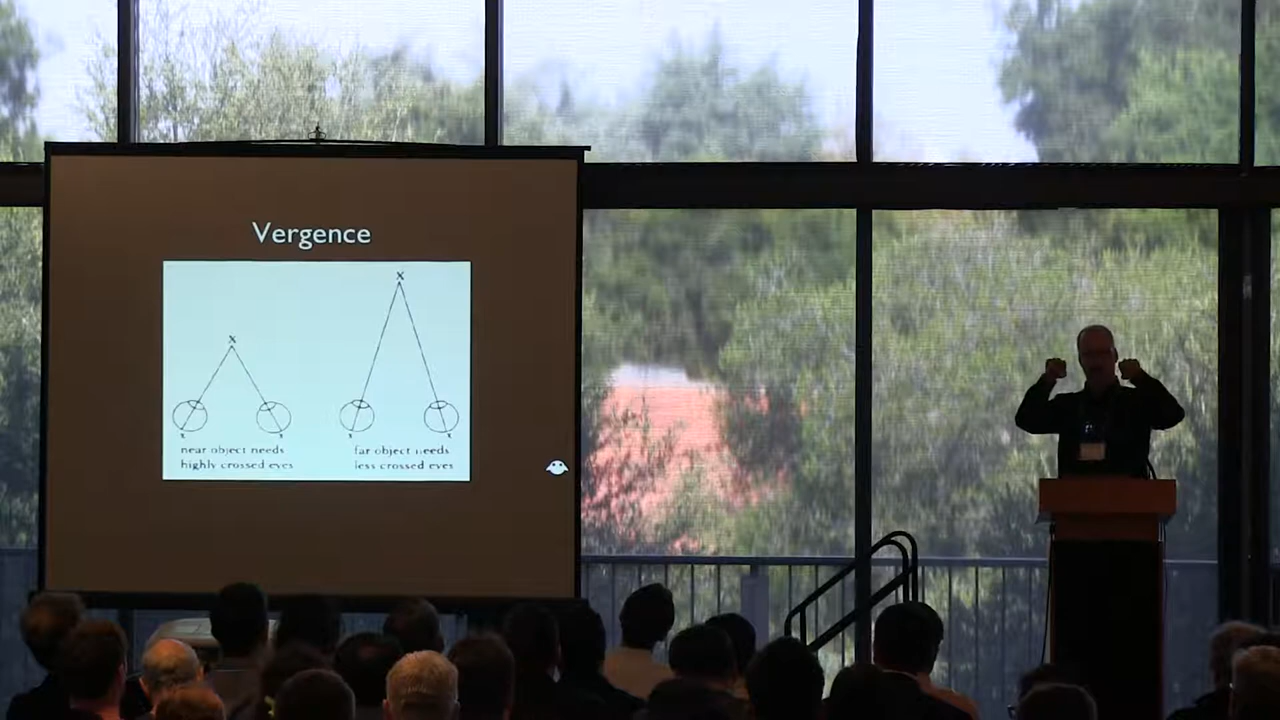 Vergence
x
x
near object needs
highly crossed eyes
far object needs
less crossed eyes